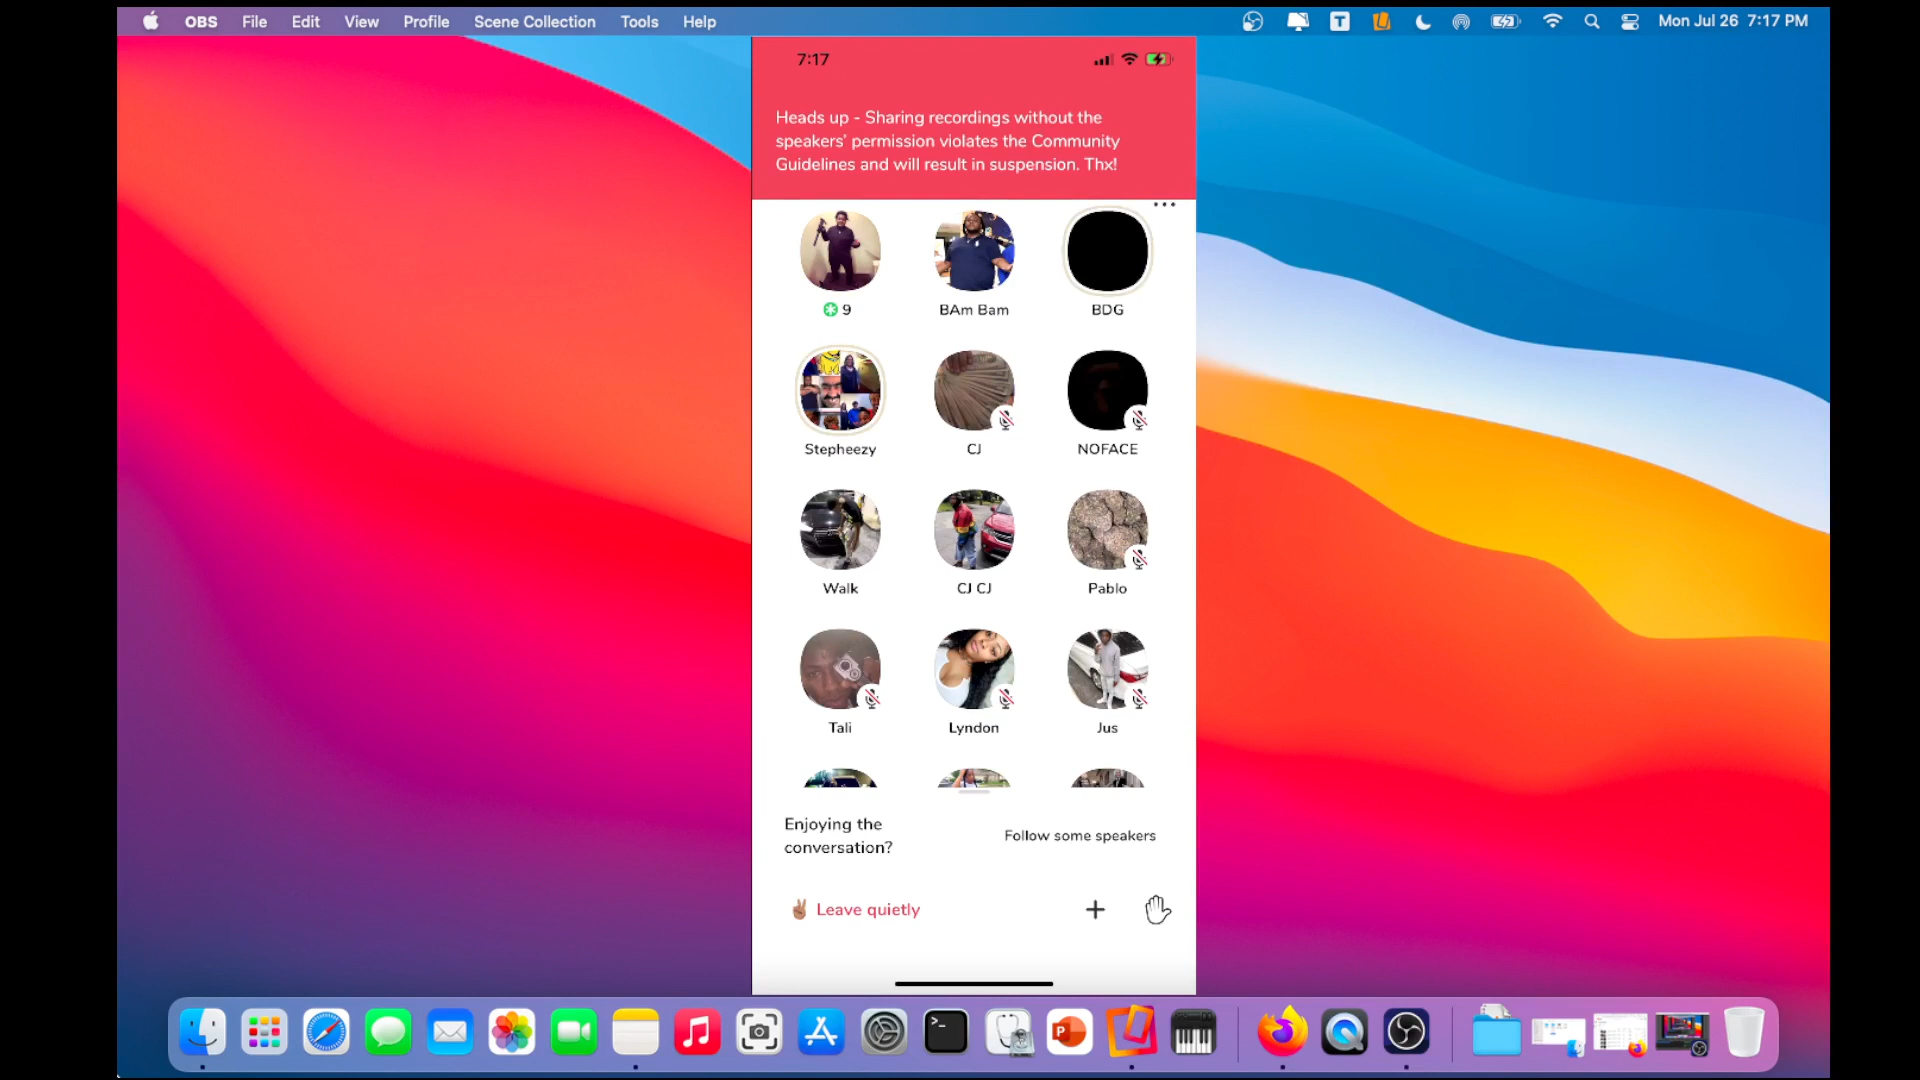 OBS File Edit View Profile Scene Collection Tools Help T Mon Jul 26 7:17 PM
7:17
Heads up - Sharing recordings without the
speakers' permission violates the Community
Guidelines and will result in suspension. Thx!
9 BAm Bam BDG
Stepheezy CJ NOFACE
Walk CJ CJ Pablo
Tali Lyndon Jus
Enjoying the
conversation?
Follow some speakers
✌🏽 Leave quietly +
>_ P